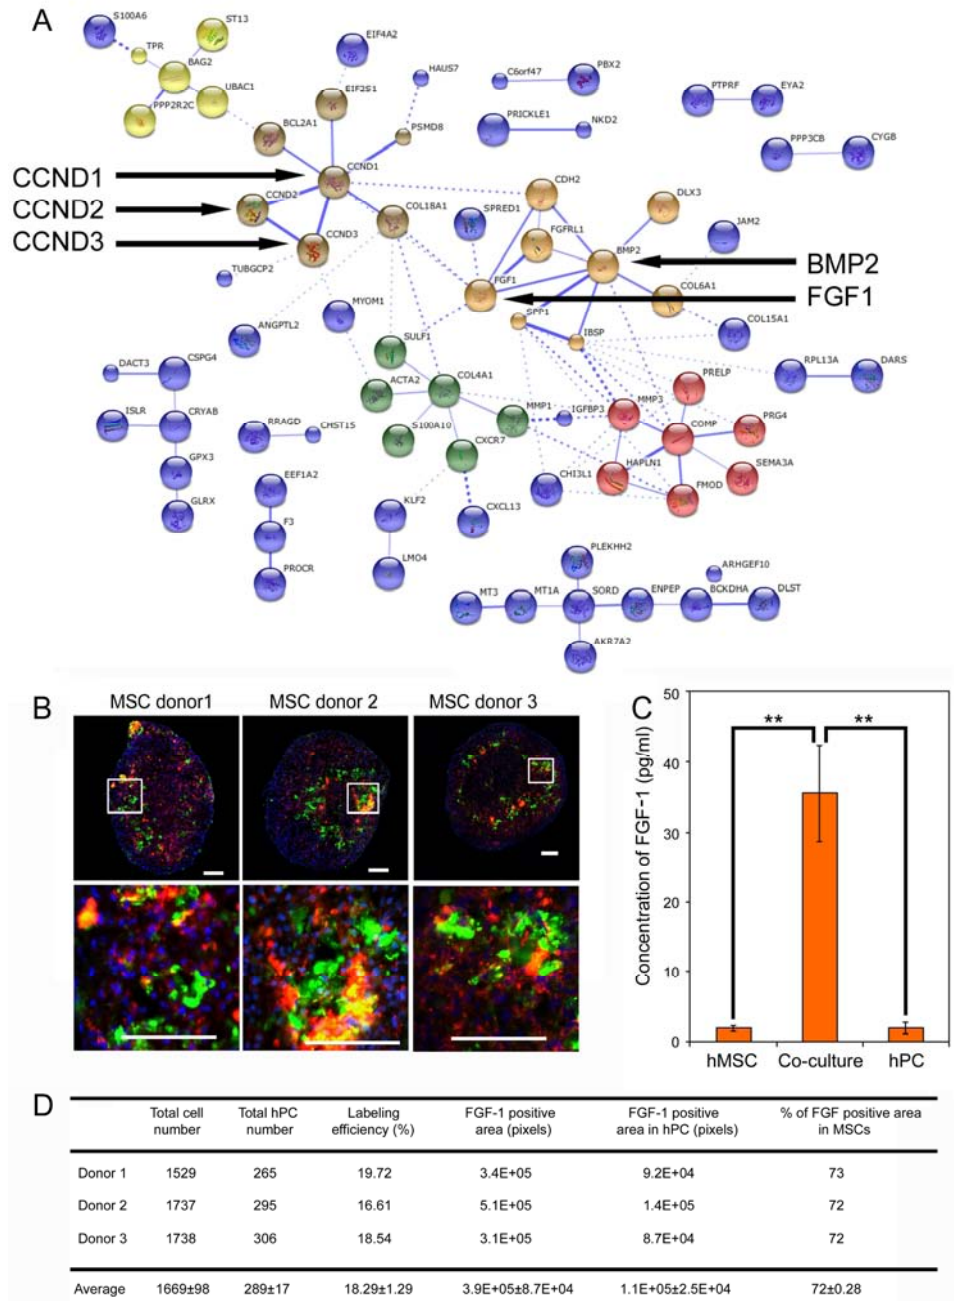 A
S100A6
ST13
TPR
BAG2
EIF4A2
HAUS7
C6orf47
PBX2
PTPRF
EYA2
UBAC1
PPP2R2C
EIF2S1
BCL2A1
PSMD8
PRICKLE1
NKD2
PPP3CB
CYGB
CCND1
CCND1
CCND2
CCND2
COL18A1
CDH2
DLX3
SPRED1
FGFRL1
JAM2
CCND3
CCND3
BMP2
BMP2
TUBGCP2
FGF1
COL6A1
FGF1
MYOM1
SPP1
ANGPTL2
IBSP
COL15A1
SULF1
DACT3
CSPG4
RPL13A
DARS
ACTA2
COL4A1
PRELP
MMP1
IGFBP3
MMP3
ISLR
CRYAB
RRAGD
CHST15
S100A10
COMP
PRG4
CXCR7
GPX3
HAPLN1
SEMA3A
EEF1A2
CHI3L1
FMOD
GLRX
KLF2
CXCL13
F3
LMO4
PLEKHH2
PROCR
ARHGEF10
MT3
MT1A
SORD
ENPEP
BCKDHA
DLST
AKR7A2
B
MSC donor1
MSC donor 2
MSC donor 3
C
Concentration of FGF-1 (pg/ml)
50
40
30
20
10
0
**
**
hMSC
Co-culture
hPC
D
Total cell number
Total hPC number
Labeling efficiency (%)
FGF-1 positive area (pixels)
FGF-1 positive area in hPC (pixels)
% of FGF positive area in MSCs
Donor 1 1529 265 19.72 3.4E+05 9.2E+04 73
Donor 2 1737 295 16.61 5.1E+05 1.4E+05 72
Donor 3 1738 306 18.54 3.1E+05 8.7E+04 72
Average 1669±98 289±17 18.29±1.29 3.9E+05±8.7E+04 1.1E+05±2.5E+04 72±0.28